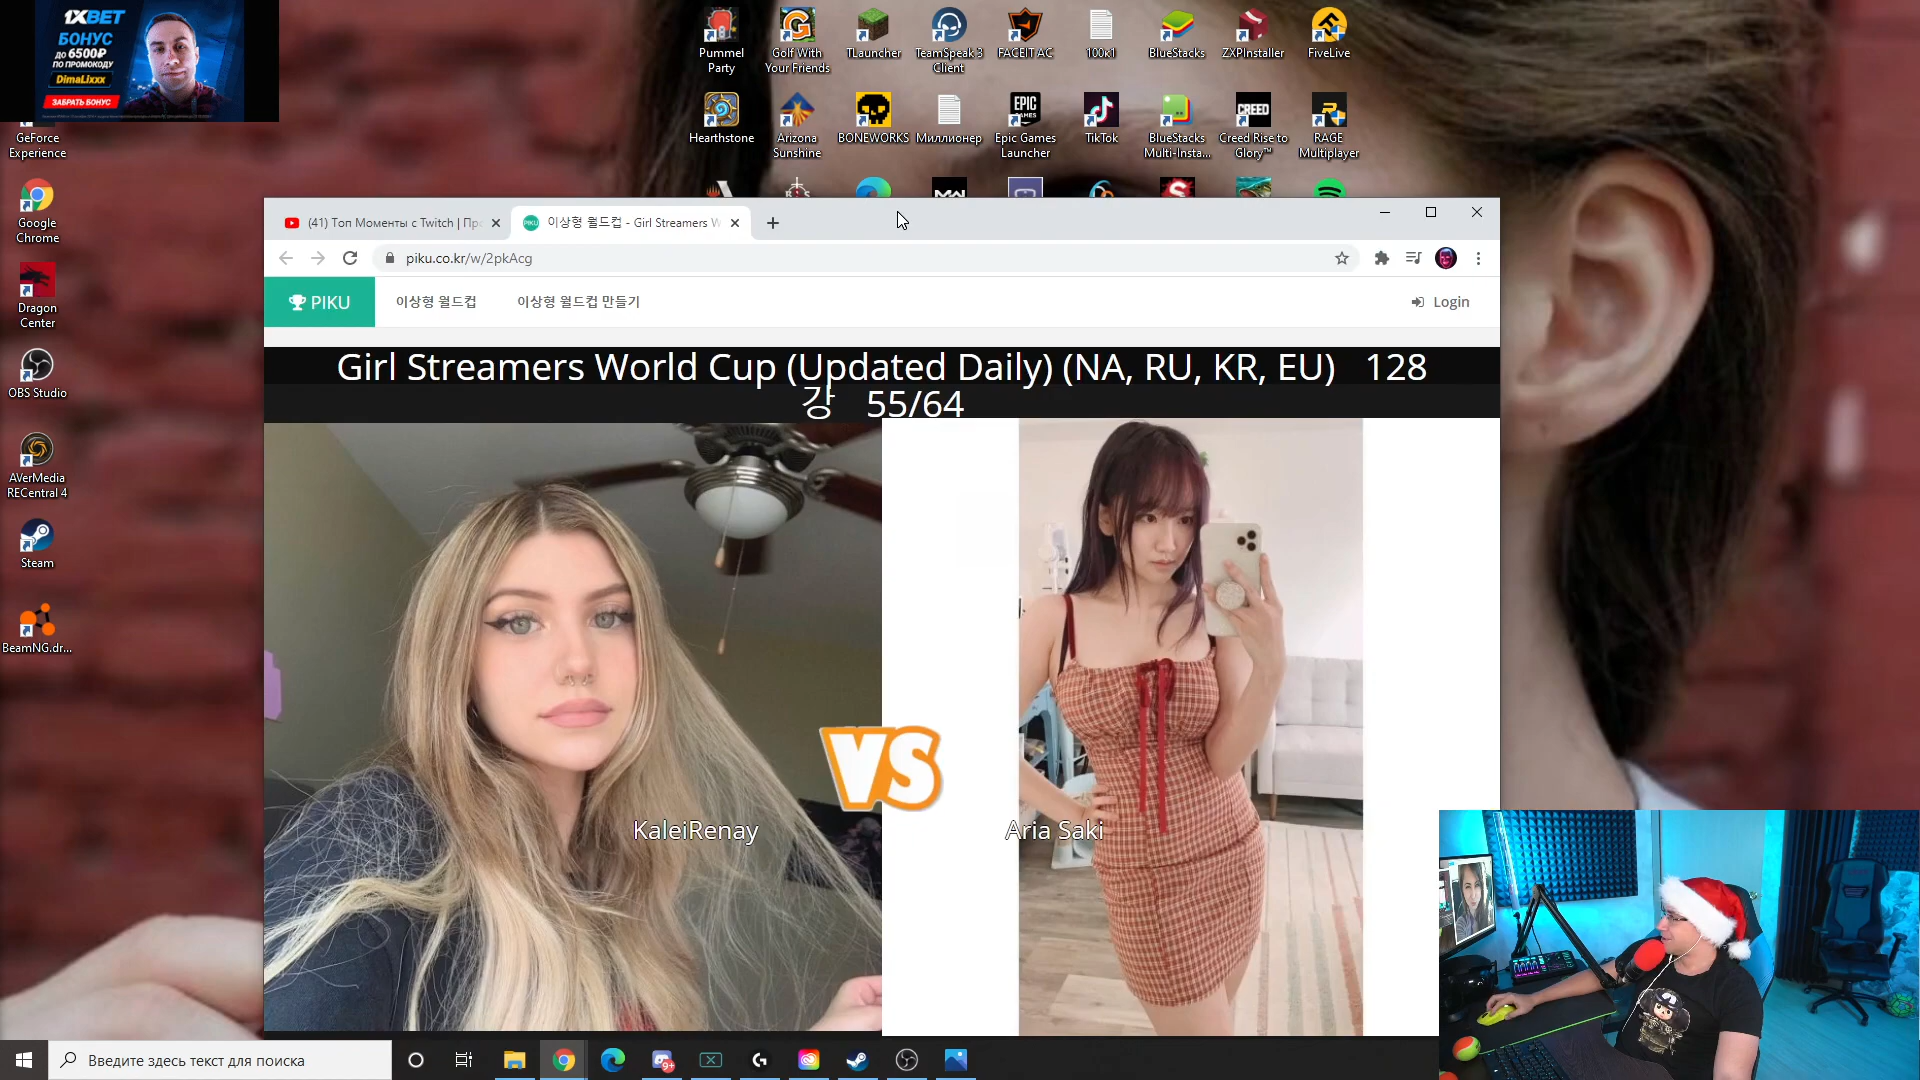 1XBET
БОНУС
ДО 6500₽
ПО ПРОМОКОДУ
DimaLixxx
ЗАБРАТЬ БОНУС
Pummel Party
Golf With Your Friends
TLauncher
TeamSpeak 3 Client
FACEIT AC
100к1
BlueStacks
ZXPInstaller
FiveLive
Hearthstone
Arizona Sunshine
BONEWORKS
Миллионер
EPIC GAMES
Epic Games Launcher
TikTok
BlueStacks Multi-Insta...
CREED
Creed Rise to Glory™
RAGE Multiplayer
GeForce Experience
Google Chrome
Dragon Center
OBS Studio
AVerMedia RECentral 4
Steam
BeamNG.dr...
(41) Топ Моменты с Twitch | Пр
이상형 월드컵 - Girl Streamers W
piku.co.kr/w/2pkAcg
PIKU
이상형 월드컵
이상형 월드컵 만들기
Login
Girl Streamers World Cup (Updated Daily) (NA, RU, KR, EU) 128
강 55/64
VS
KaleiRenay
Aria Saki
Введите здесь текст для поиска
9+